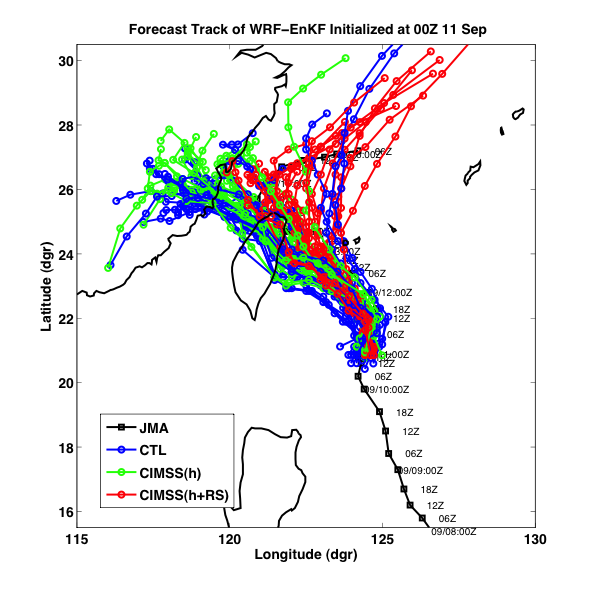 Forecast Track of WRF−EnKF Initialized at 00Z 11 Sep
30
28
26
24
22
20
18
16
Latitude (dgr)
06Z
06Z
09/12:00Z
18Z
12Z
06Z
12Z
06Z
09/10:00Z
18Z
12Z
06Z
09/09:00Z
18Z
12Z
06Z
09/08:00Z
JMA
CTL
CIMSS(h)
CIMSS(h+RS)
115
120
125
130
Longitude (dgr)